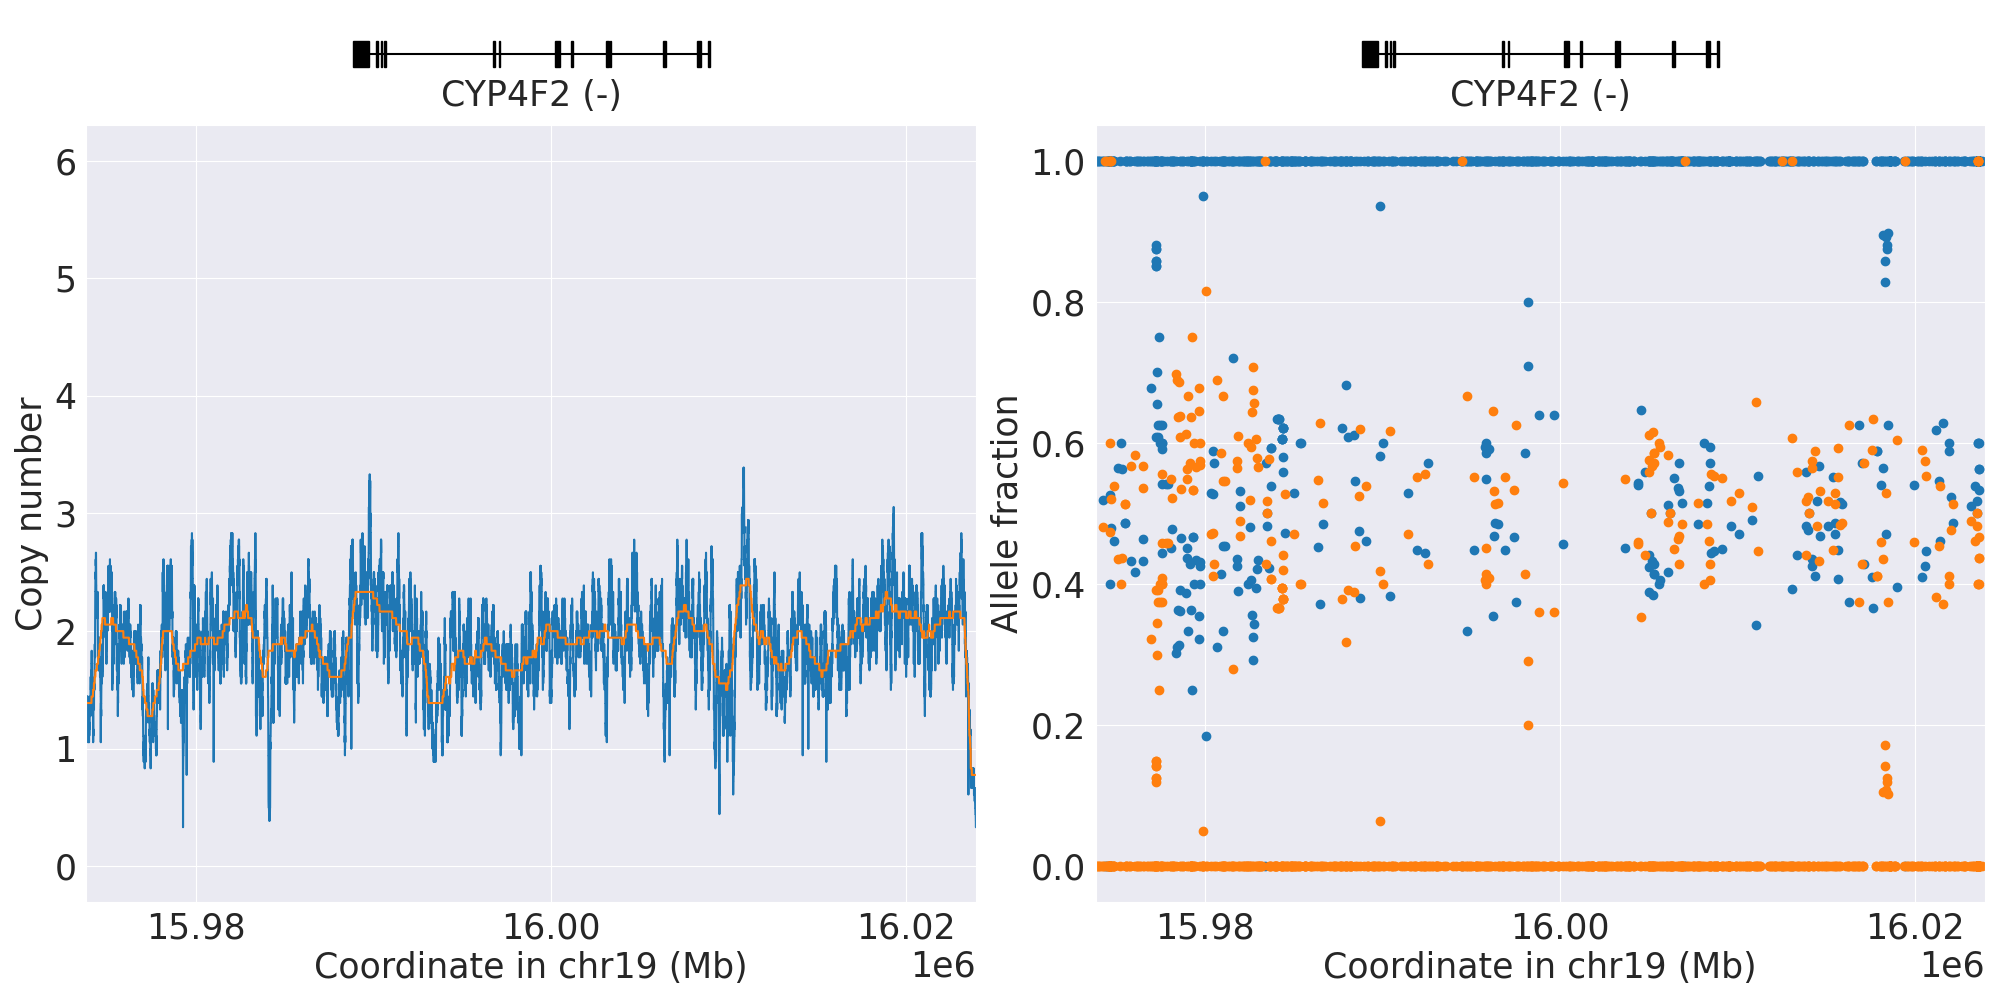 CYP4F2 (-)
Copy number
6
5
4
3
2
1
0
15.98
16.00
16.02
Coordinate in chr19 (Mb)
1e6
CYP4F2 (-)
Allele fraction
1.0
0.8
0.6
0.4
0.2
0.0
15.98
16.00
16.02
Coordinate in chr19 (Mb)
1e6